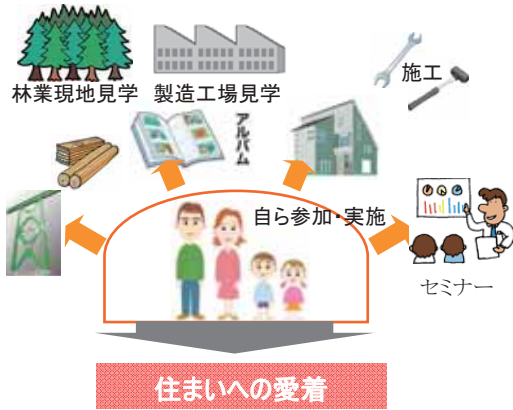 林業現地見学
製造工場見学
施工
アルバム
自ら参加・実施
セミナー
住まいへの愛着